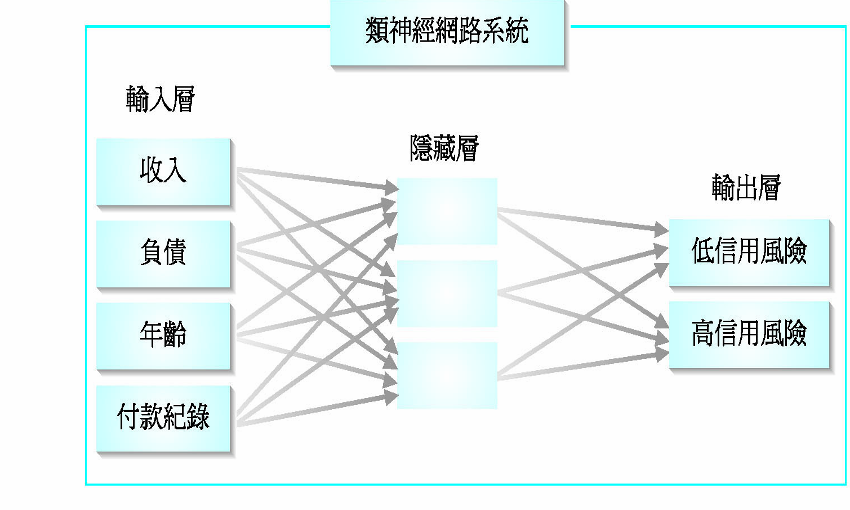 類神經網路系統
輸入層
收入
負債
年齡
付款紀錄
隱藏層
輸出層
低信用風險
高信用風險